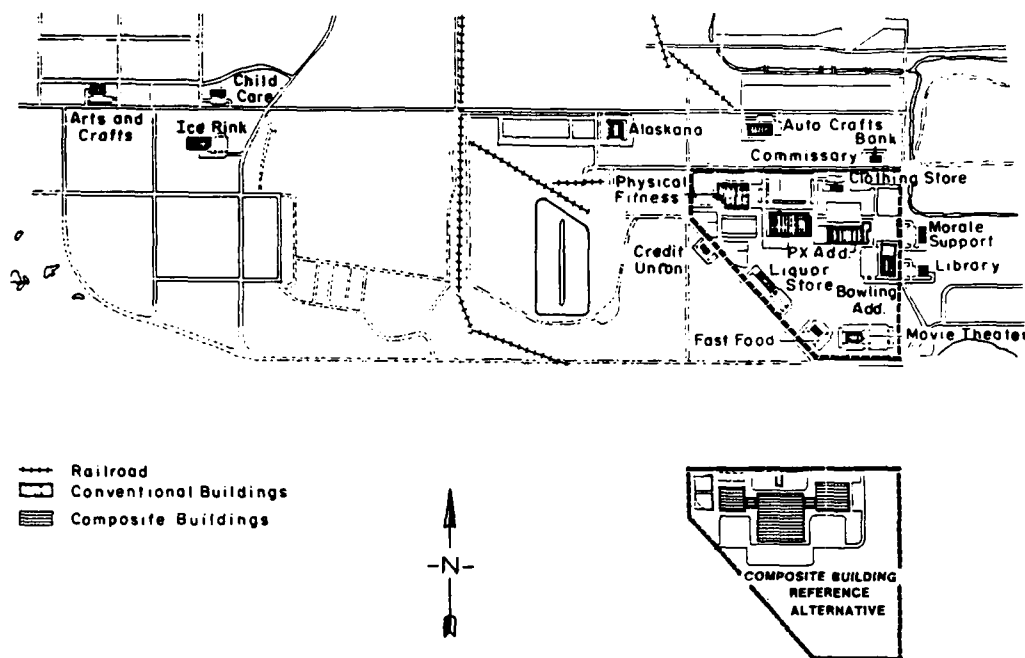 Child
Care
Arts and
Crafts
Ice Rink
Alaskana
Auto Crafts
Bank
Commissary
Clothing Store
Physical
Fitness
Morale
Support
PX Add.
Credit
Union
Liquor
Store
Library
Bowling
Add.
Fast Food
Movie Theater
Railroad
Conventional Buildings
Composite Buildings
-N-
COMPOSITE BUILDING
REFERENCE
ALTERNATIVE